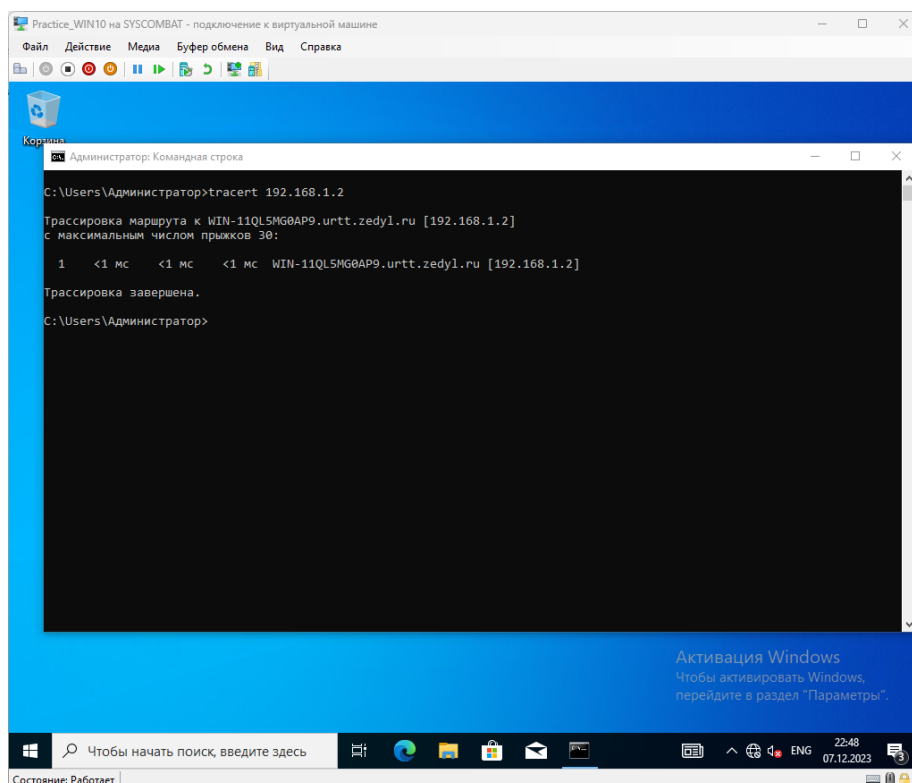 Practice_WIN10 на SYSCOMBAT - подключение к виртуальной машине
Файл Действие Медиа Буфер обмена Вид Справка
Корзина
Администратор: Командная строка
C:\Users\Администратор>tracert 192.168.1.2
Трассировка маршрута к WIN-11QL5MG0AP9.urtt.zedyl.ru [192.168.1.2]
с максимальным числом прыжков 30:
1 <1 мс <1 мс <1 мс WIN-11QL5MG0AP9.urtt.zedyl.ru [192.168.1.2]
Трассировка завершена.
C:\Users\Администратор>
Активация Windows
Чтобы активировать Windows,
перейдите в раздел "Параметры".
Чтобы начать поиск, введите здесь
ENG
22:48
07.12.2023
3
Состояние: Работает